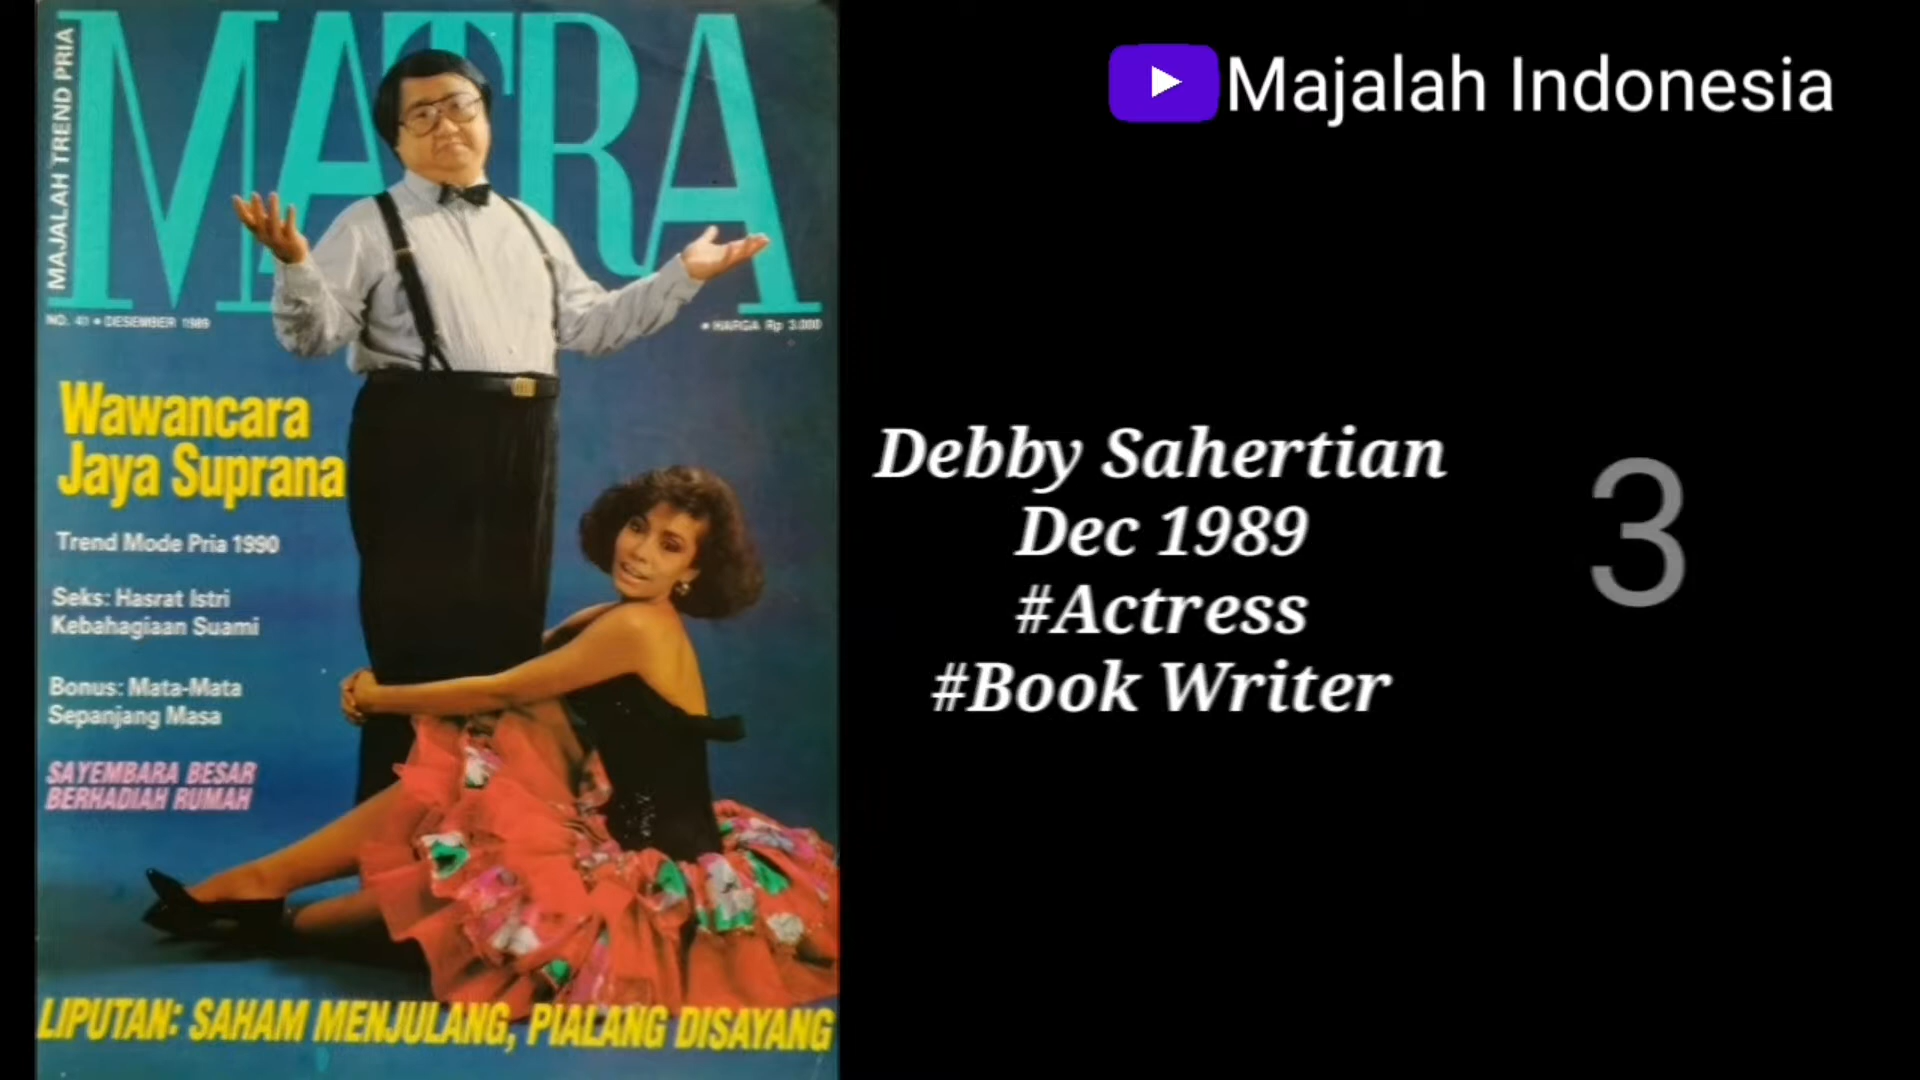 MATRA
MAJALAH TREND PRIA
NO. 41 • DESEMBER 1989
• HARGA Rp 3.000
Wawancara
Jaya Suprana
Trend Mode Pria 1990
Seks: Hasrat Istri
Kebahagiaan Suami
Bonus: Mata-Mata
Sepanjang Masa
SAYEMBARA BESAR
BERHADIAH RUMAH
LIPUTAN: SAHAM MENJULANG, PIALANG DISAYANG
Majalah Indonesia
Debby Sahertian
Dec 1989
#Actress
#Book Writer
3